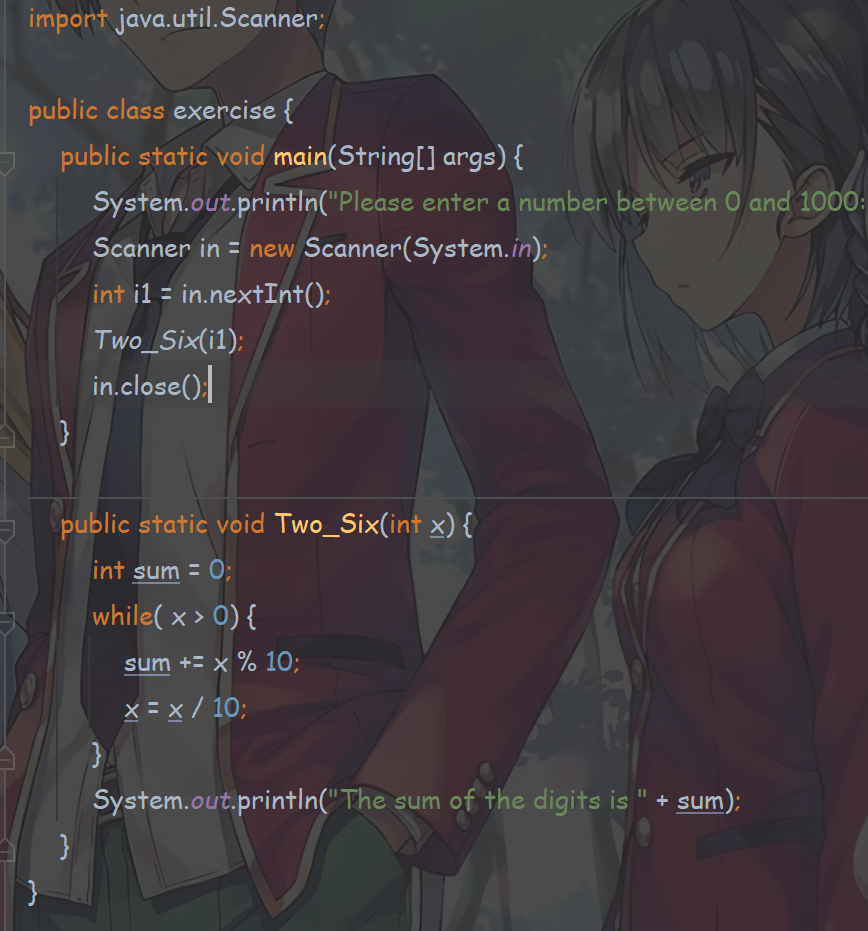 import java.util.Scanner;
public class exercise {
public static void main(String[] args) {
System.out.println("Please enter a number between 0 and 1000:
Scanner in = new Scanner(System.in);
int i1 = in.nextInt();
Two_Six(i1);
in.close();
}
public static void Two_Six(int x) {
int sum = 0;
while( x > 0) {
sum += x % 10;
x = x / 10;
}
System.out.println("The sum of the digits is " + sum);
}
}